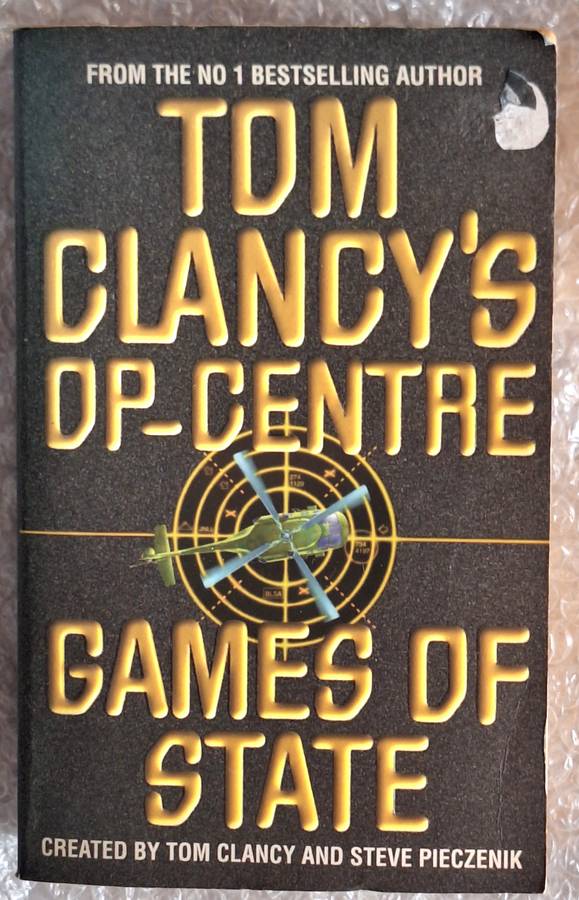 FROM THE NO 1 BESTSELLING AUTHOR
TOM
CLANCY'S
OP-CENTRE
GAMES OF
STATE
CREATED BY TOM CLANCY AND STEVE PIECZENIK